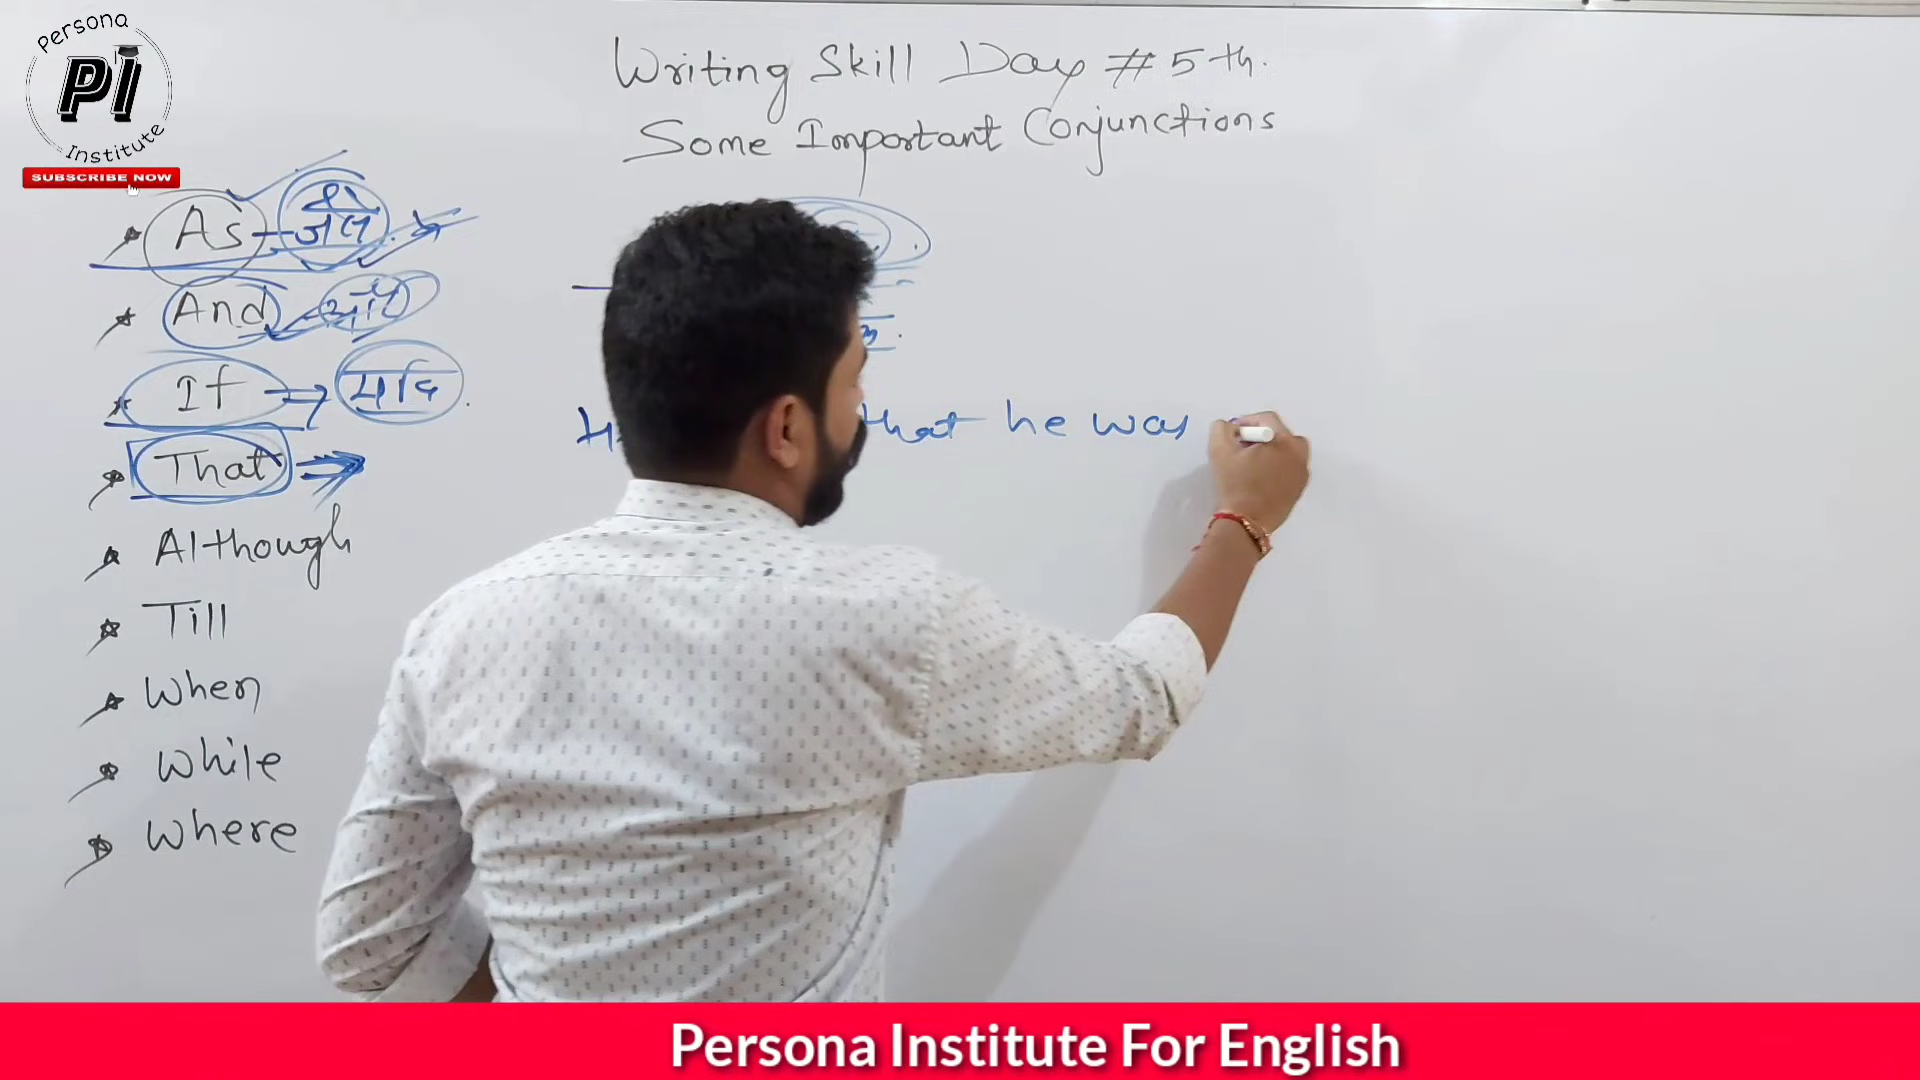 Persona
PI
Institute
SUBSCRIBE NOW
Writing Skill Day # 5th.
Some Important Conjunctions
As
And - और
If → यदि
That →
that he was
Although
Till
When
While
Where
Persona Institute For English